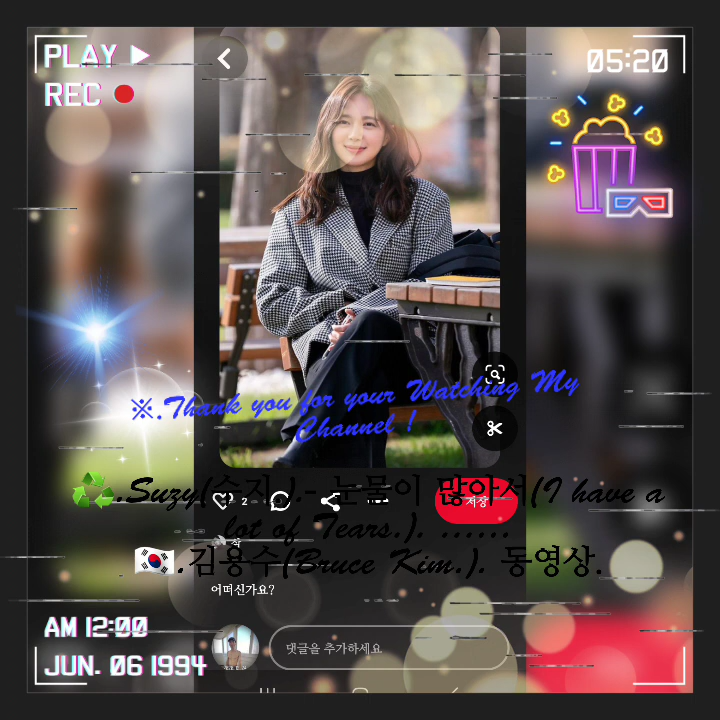 PLAY
REC
05:20
※.Thank you for your Watching My
Channel !
♻.Suzy(수지.).- 눈물이 많아서(I have a
2
저장
lot of Tears.). ......
🇰🇷.김용수(Bruce Kim.). 동영상.
어떠신가요?
AM 12:00
댓글을 추가하세요
JUN. 06 1994